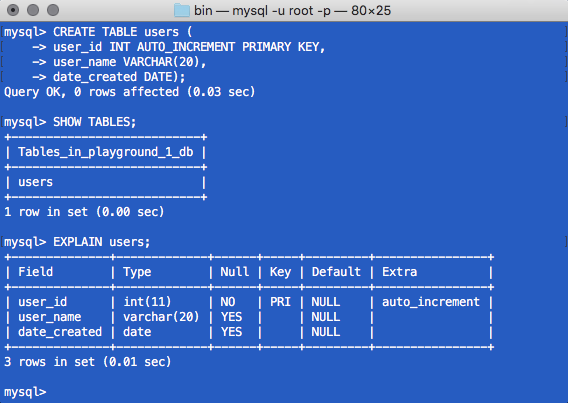 bin — mysql -u root -p — 80×25
mysql> CREATE TABLE users (
    -> user_id INT AUTO_INCREMENT PRIMARY KEY,
    -> user_name VARCHAR(20),
    -> date_created DATE);
Query OK, 0 rows affected (0.03 sec)

mysql> SHOW TABLES;
+---------------------------+
| Tables_in_playground_1_db |
+---------------------------+
| users                     |
+---------------------------+
1 row in set (0.00 sec)

mysql> EXPLAIN users;
+--------------+-------------+------+-----+---------+----------------+
| Field        | Type        | Null | Key | Default | Extra          |
+--------------+-------------+------+-----+---------+----------------+
| user_id      | int(11)     | NO   | PRI | NULL    | auto_increment |
| user_name    | varchar(20) | YES  |     | NULL    |                |
| date_created | date        | YES  |     | NULL    |                |
+--------------+-------------+------+-----+---------+----------------+
3 rows in set (0.01 sec)

mysql>